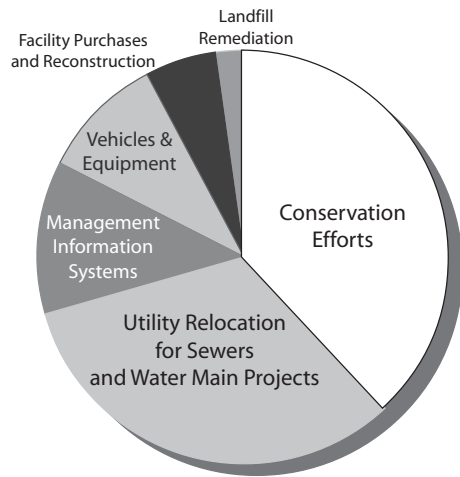 Landfill
Remediation
Facility Purchases
and Reconstruction
Vehicles &
Equipment
Conservation
Efforts
Management
Information
Systems
Utility Relocation
for Sewers
and Water Main Projects